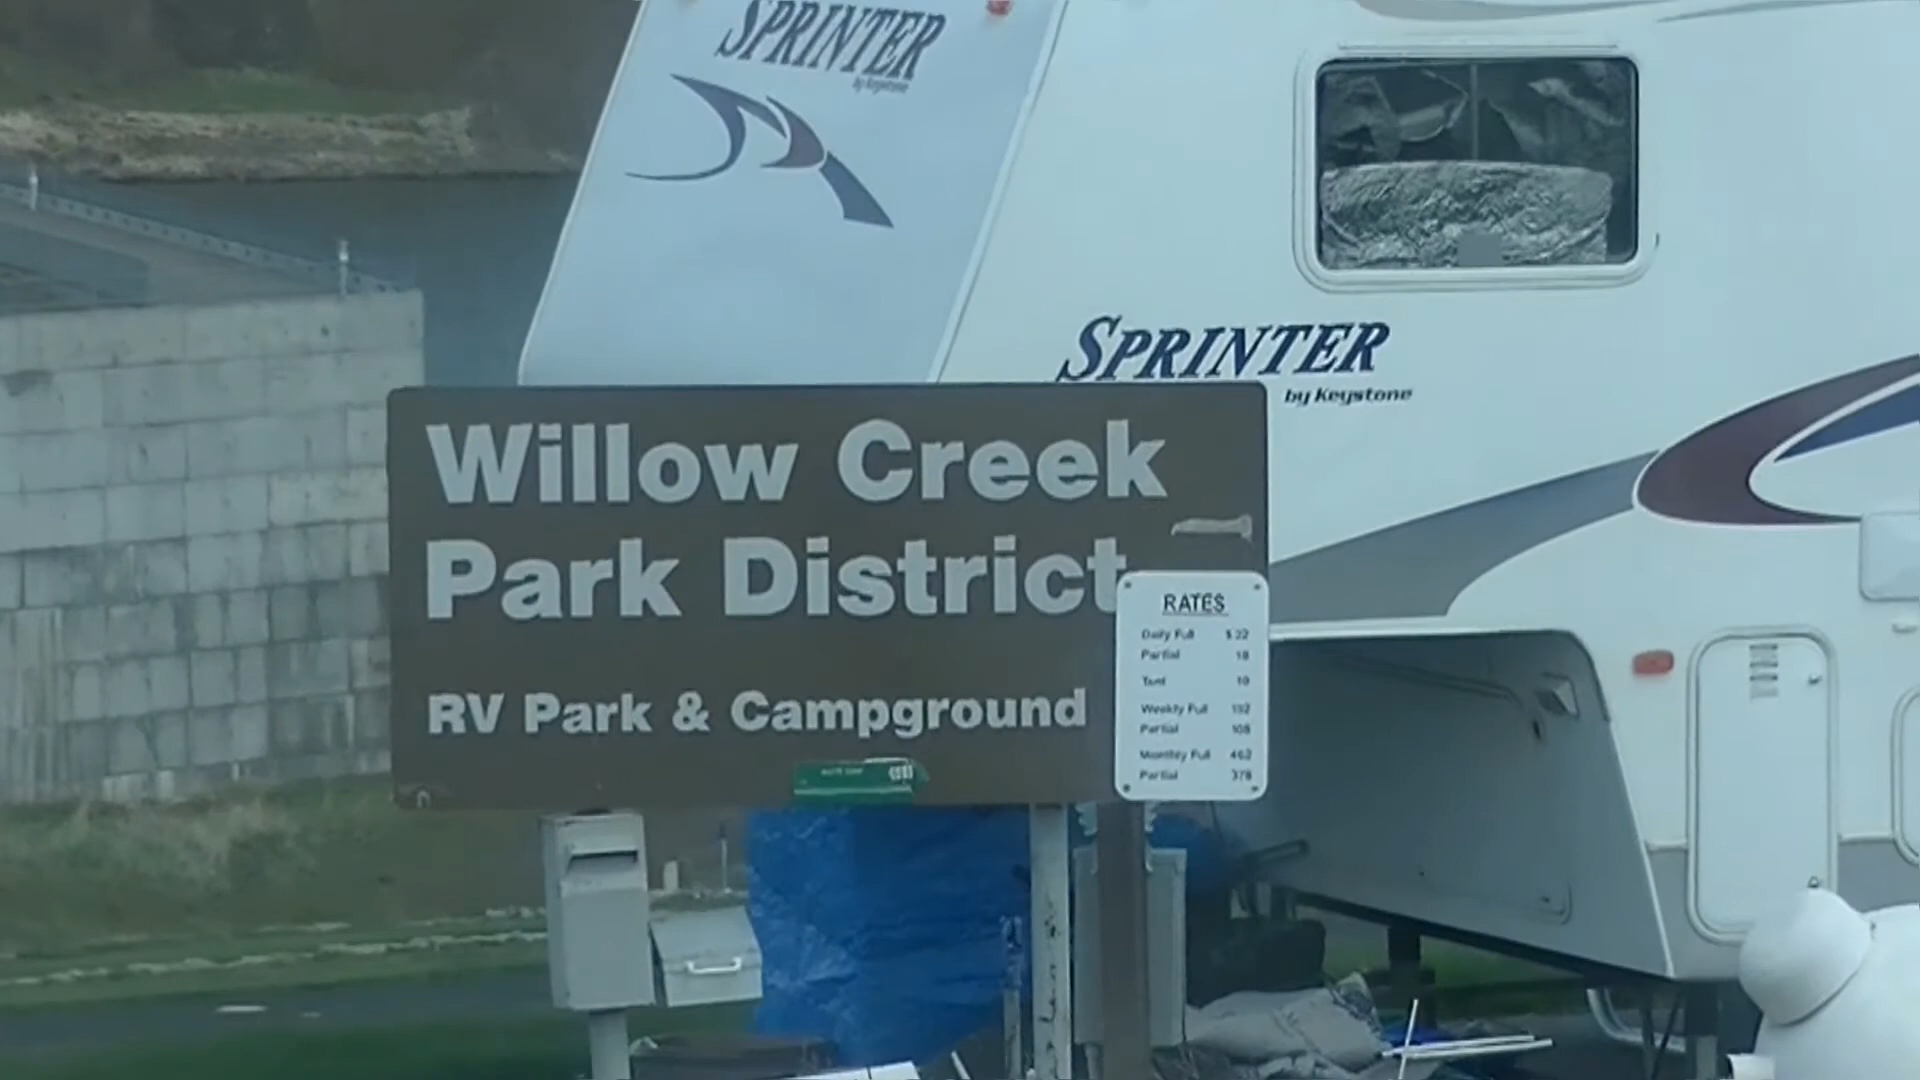 SPRINTER
by Keystone
SPRINTER
by Keystone
Willow Creek
Park District
RV Park & Campground
RATES
Daily Full $ 22
Partial 18
Tent 10
Weekly Full 132
Partial 108
Monthly Full 462
Partial 378